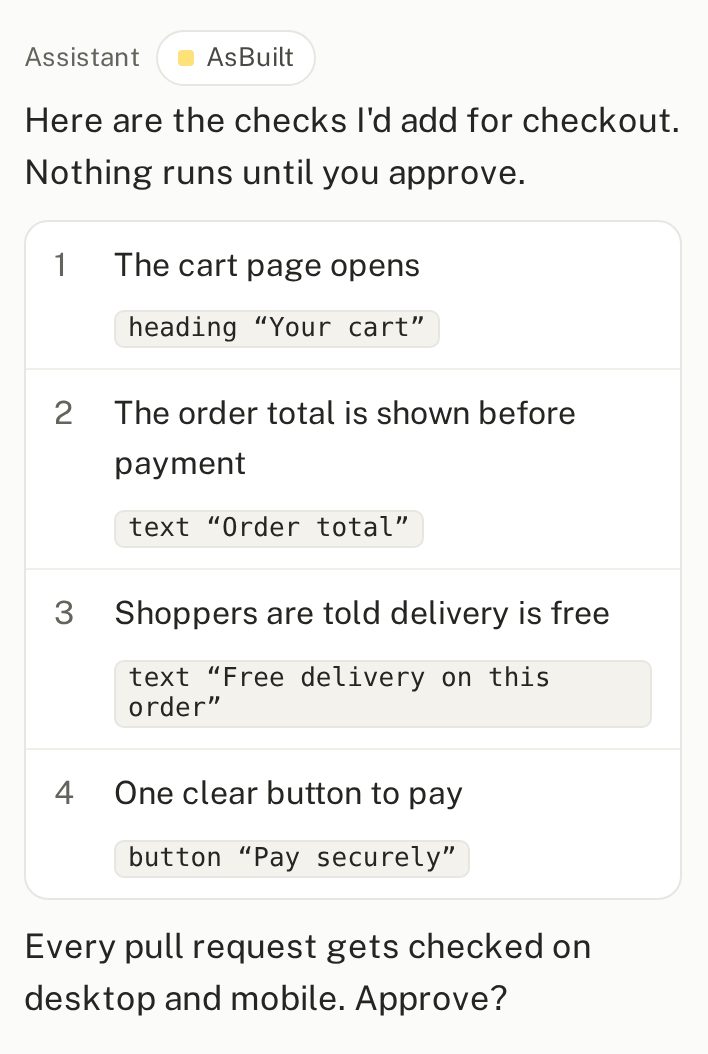 Assistant AsBuilt
Here are the checks I'd add for checkout.
Nothing runs until you approve.
1 The cart page opens
heading “Your cart”
2 The order total is shown before
payment
text “Order total”
3 Shoppers are told delivery is free
text “Free delivery on this
order”
4 One clear button to pay
button “Pay securely”
Every pull request gets checked on
desktop and mobile. Approve?